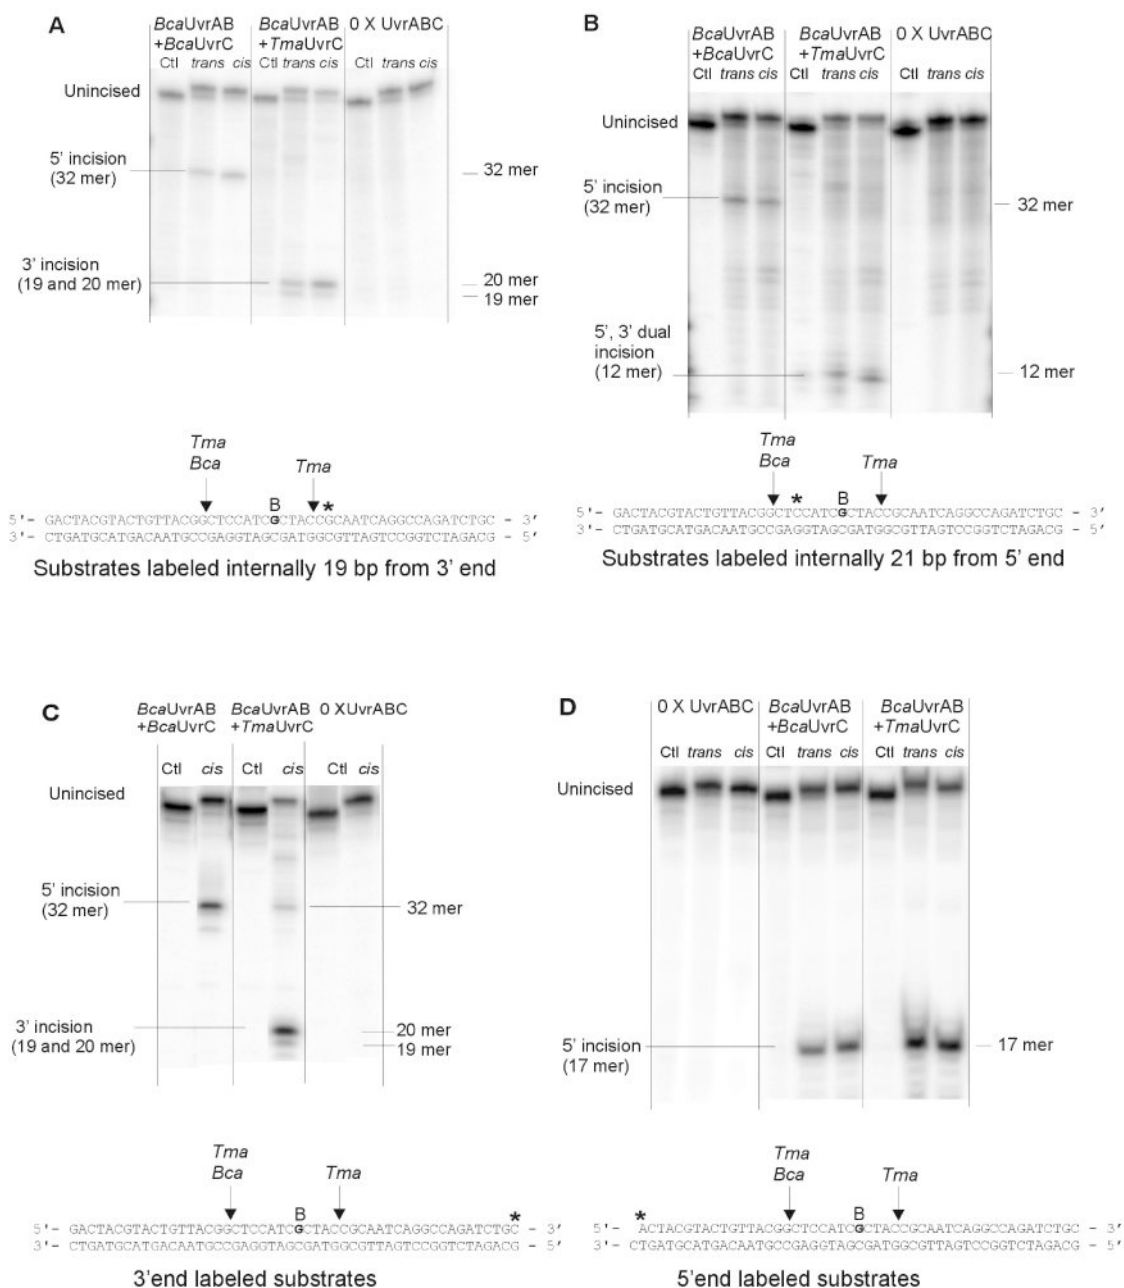 A
BcaUvrAB BcaUvrAB 0 X UvrABC
+BcaUvrC +TmaUvrC
Ctl trans cis Ctl trans cis Ctl trans cis
Unincised
5' incision
(32 mer)
32 mer
3' incision
(19 and 20 mer)
20 mer
19 mer
Tma
Bca Tma
B *
5'- GACTACGTACTGTTACGGCTCCATCGCTACCGCAATCAGGCCAGATCTGC - 3'
3'- CTGATGCATGACAATGCCGAGGTAGCGATGGCGTTAGTCCGGTCTAGACG - 5'
Substrates labeled internally 19 bp from 3' end
B
BcaUvrAB BcaUvrAB 0 X UvrABC
+BcaUvrC +TmaUvrC
Ctl trans cis Ctl trans cis Ctl trans cis
Unincised
5' incision
(32 mer)
32 mer
5', 3' dual
incision
(12 mer)
12 mer
Tma
Bca Tma
* B
5'- GACTACGTACTGTTACGGCTCCATCGCTACCGCAATCAGGCCAGATCTGC - 3'
3'- CTGATGCATGACAATGCCGAGGTAGCGATGGCGTTAGTCCGGTCTAGACG - 5'
Substrates labeled internally 21 bp from 5' end
C
BcaUvrAB BcaUvrAB 0 XUvrABC
+BcaUvrC +TmaUvrC
Ctl cis Ctl cis Ctl cis
Unincised
5' incision
(32 mer)
32 mer
3' incision
(19 and 20 mer)
20 mer
19 mer
Tma
Bca Tma
B *
5'- GACTACGTACTGTTACGGCTCCATCGCTACCGCAATCAGGCCAGATCTGC - 3'
3'- CTGATGCATGACAATGCCGAGGTAGCGATGGCGTTAGTCCGGTCTAGACG - 5'
3'end labeled substrates
D
0 X UvrABC BcaUvrAB BcaUvrAB
+BcaUvrC +TmaUvrC
Ctl trans cis Ctl trans cis Ctl trans cis
Unincised
5' incision
(17 mer)
17 mer
Tma
Bca Tma
* B
5'- ACTACGTACTGTTACGGCTCCATCGCTACCGCAATCAGGCCAGATCTGC - 3'
3'- CTGATGCATGACAATGCCGAGGTAGCGATGGCGTTAGTCCGGTCTAGACG - 5'
5'end labeled substrates